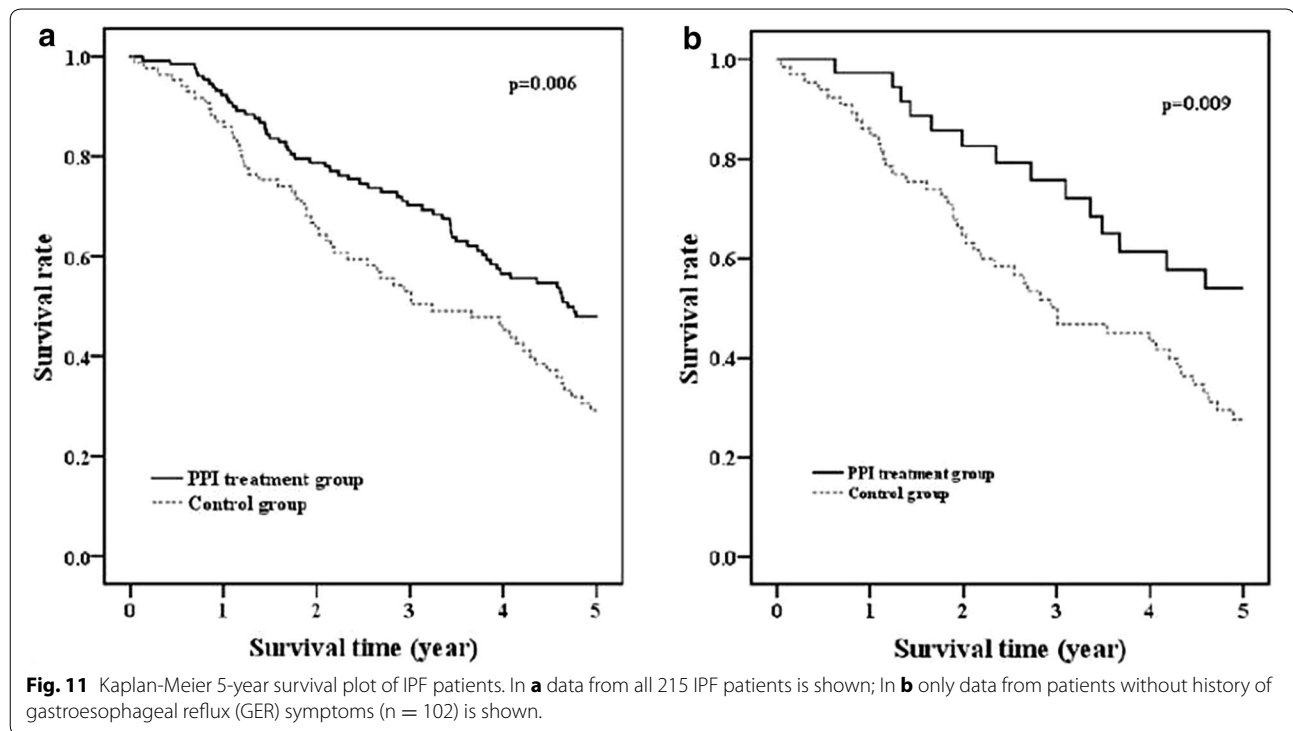 a
1.0
0.8
0.6
0.4
0.2
0.0
Survival rate
p=0.006
PPI treatment group
Control group
0 1 2 3 4 5
Survival time (year)
b
1.0
0.8
0.6
0.4
0.2
0.0
Survival rate
p=0.009
PPI treatment group
Control group
0 1 2 3 4 5
Survival time (year)
Fig. 11 Kaplan-Meier 5-year survival plot of IPF patients. In a data from all 215 IPF patients is shown; In b only data from patients without history of
gastroesophageal reflux (GER) symptoms (n = 102) is shown.